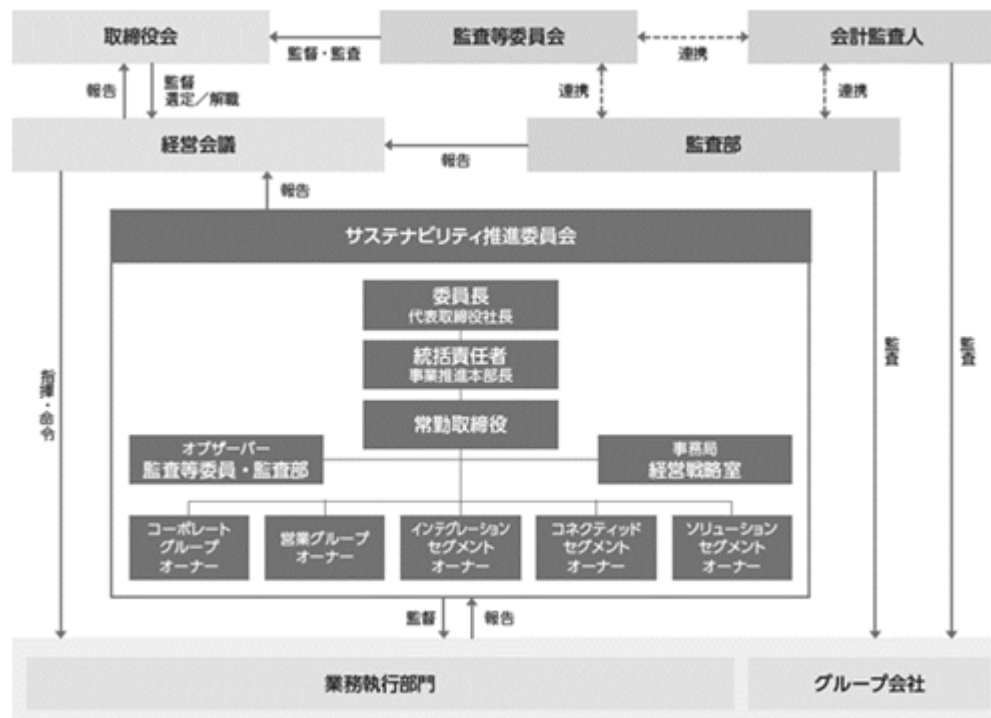 取締役会
監査等委員会
会計監査人
監督・監査
連携
報告
監督
選定／解職
連携
連携
経営会議
監査部
報告
報告
サステナビリティ推進委員会
委員長
代表取締役社長
統括責任者
事業推進本部長
常勤取締役
オブザーバー
監査等委員・監査部
事務局
経営戦略室
コーポレート
グループ
オーナー
営業グループ
オーナー
インテグレーション
セグメント
オーナー
コネクティッド
セグメント
オーナー
ソリューション
セグメント
オーナー
指揮・命令
監査
監査
監督
報告
業務執行部門
グループ会社